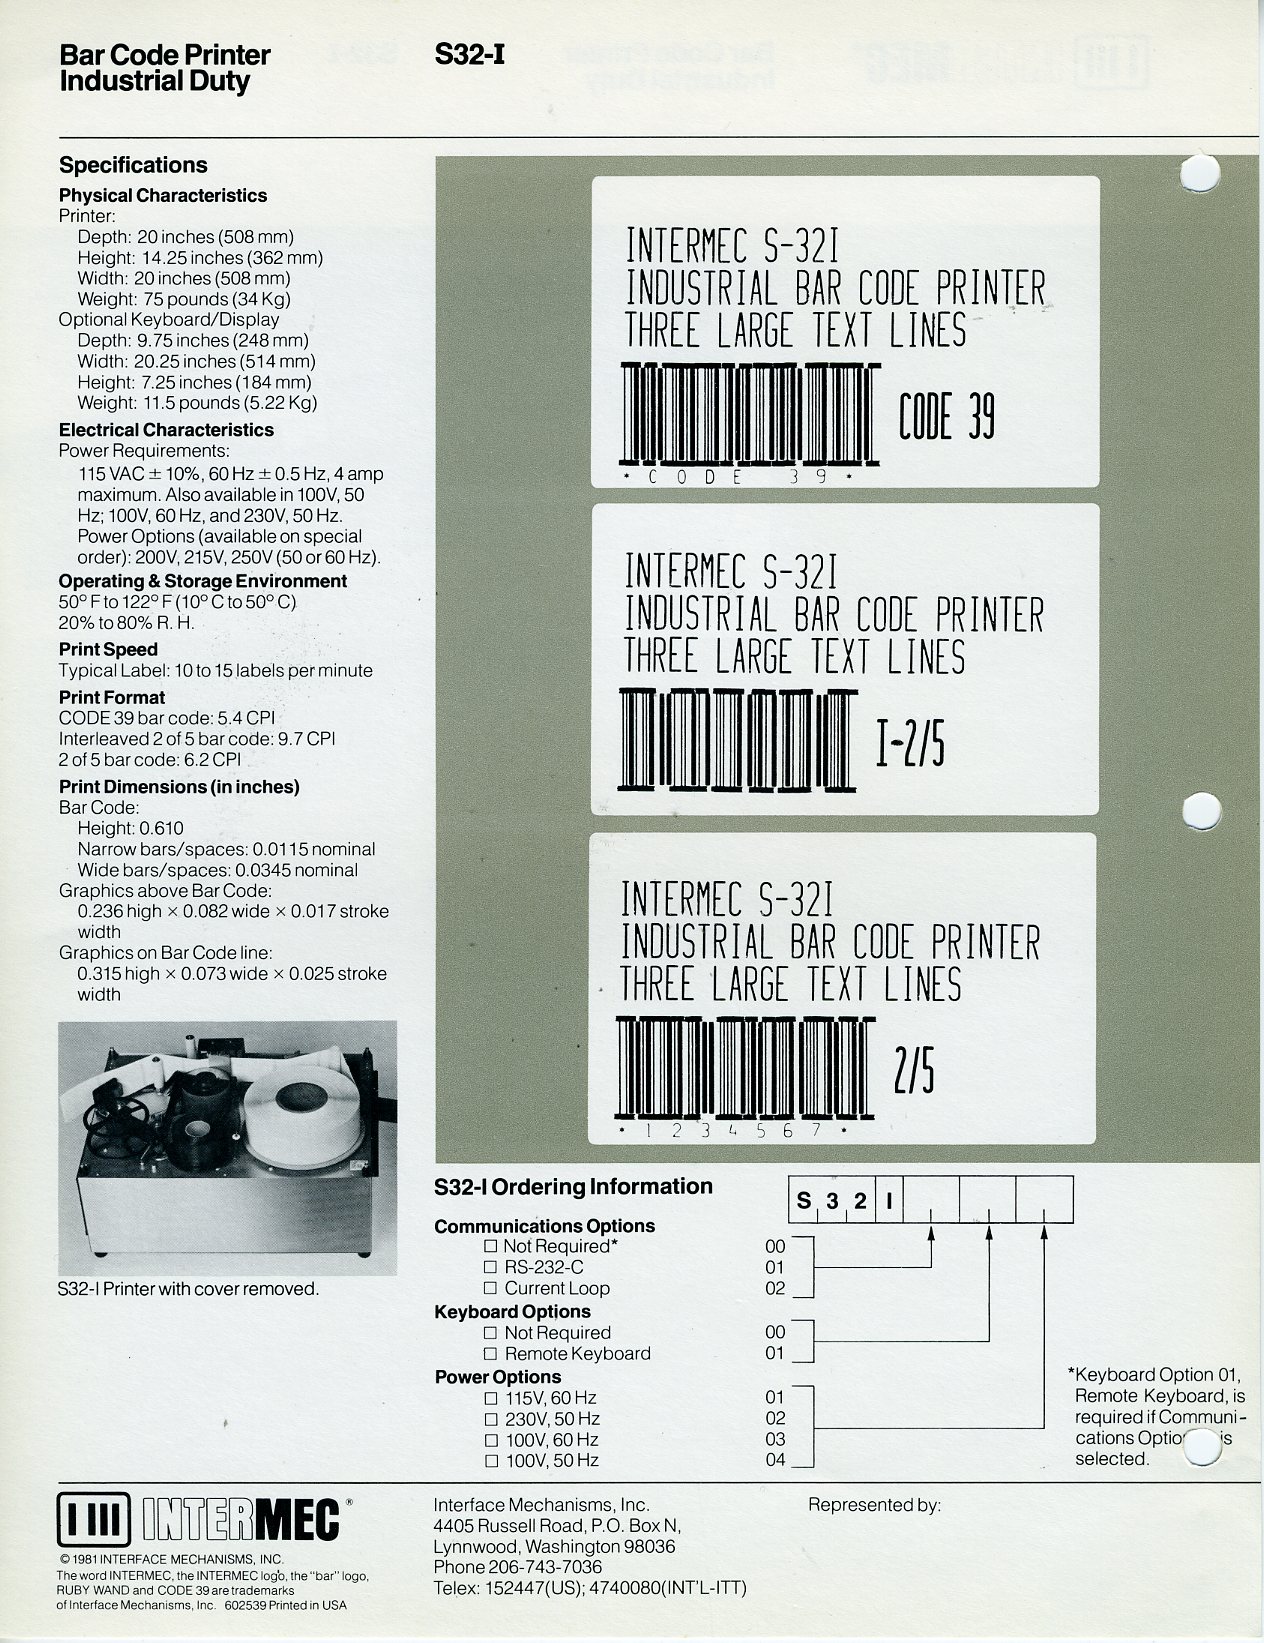 Bar Code Printer
Industrial Duty
S32-I
Specifications
Physical Characteristics
Printer:
Depth: 20 inches (508 mm)
Height: 14.25 inches (362 mm)
Width: 20 inches (508 mm)
Weight: 75 pounds (34 Kg)
Optional Keyboard/Display
Depth: 9.75 inches (248 mm)
Width: 20.25 inches (514 mm)
Height: 7.25 inches (184 mm)
Weight: 11.5 pounds (5.22 Kg)
Electrical Characteristics
Power Requirements:
115 VAC ± 10%, 60 Hz ± 0.5 Hz, 4 amp
maximum. Also available in 100V, 50
Hz; 100V, 60 Hz, and 230V, 50 Hz.
Power Options (available on special
order): 200V, 215V, 250V (50 or 60 Hz).
Operating & Storage Environment
50° F to 122° F (10° C to 50° C)
20% to 80% R. H.
Print Speed
Typical Label: 10 to 15 labels per minute
Print Format
CODE 39 bar code: 5.4 CPI
Interleaved 2 of 5 bar code: 9.7 CPI
2 of 5 bar code: 6.2 CPI
Print Dimensions (in inches)
Bar Code:
Height: 0.610
Narrow bars/spaces: 0.0115 nominal
Wide bars/spaces: 0.0345 nominal
Graphics above Bar Code:
0.236 high × 0.082 wide × 0.017 stroke
width
Graphics on Bar Code line:
0.315 high × 0.073 wide × 0.025 stroke
width
S32-I Printer with cover removed.
INTERMEC S-32I
INDUSTRIAL BAR CODE PRINTER
THREE LARGE TEXT LINES
CODE 39
* C O D E 3 9 *
INTERMEC S-32I
INDUSTRIAL BAR CODE PRINTER
THREE LARGE TEXT LINES
I-2/5
INTERMEC S-32I
INDUSTRIAL BAR CODE PRINTER
THREE LARGE TEXT LINES
2/5
* 1 2 3 4 5 6 7 *
S32-I Ordering Information
S 3 2 I
Communications Options
☐ Not Required* 00
☐ RS-232-C 01
☐ Current Loop 02
Keyboard Options
☐ Not Required 00
☐ Remote Keyboard 01
Power Options
☐ 115V, 60 Hz 01
☐ 230V, 50 Hz 02
☐ 100V, 60 Hz 03
☐ 100V, 50 Hz 04
*Keyboard Option 01,
Remote Keyboard, is
required if Communi-
cations Optio is
selected.
I III INTERMEC®
© 1981 INTERFACE MECHANISMS, INC.
The word INTERMEC, the INTERMEC logo, the "bar" logo,
RUBY WAND and CODE 39 are trademarks
of Interface Mechanisms, Inc. 602539 Printed in USA
Interface Mechanisms, Inc.
4405 Russell Road, P.O. Box N,
Lynnwood, Washington 98036
Phone 206-743-7036
Telex: 152447(US); 4740080(INT'L-ITT)
Represented by: